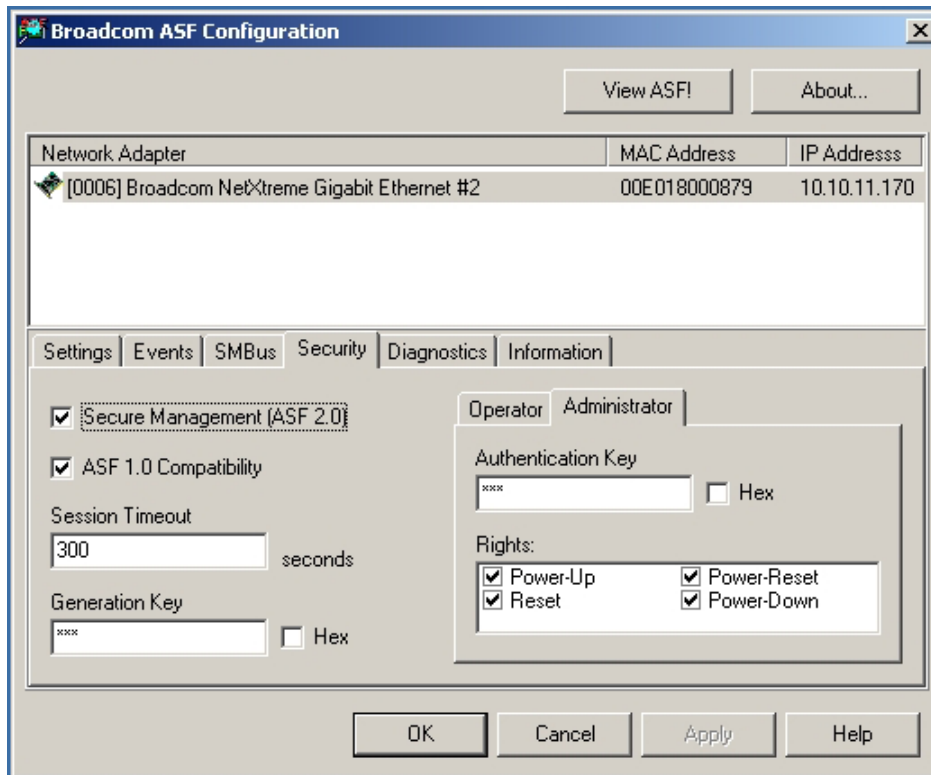 Broadcom ASF Configuration
View ASF!
About...
Network Adapter MAC Address IP Addresss
[0006] Broadcom NetXtreme Gigabit Ethernet #2 00E018000879 10.10.11.170
Settings Events SMBus Security Diagnostics Information
Secure Management (ASF 2.0)
ASF 1.0 Compatibility
Session Timeout
300 seconds
Generation Key
*** Hex
Operator Administrator
Authentication Key
*** Hex
Rights:
Power-Up Power-Reset
Reset Power-Down
OK Cancel Apply Help